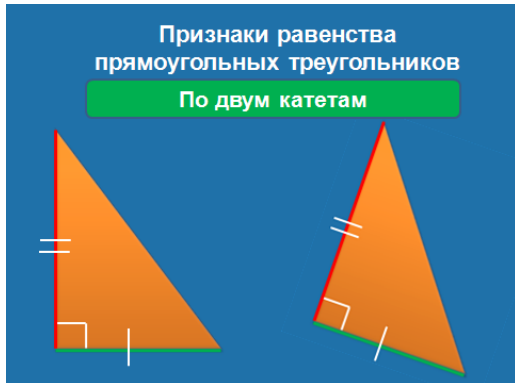 Признаки равенства
прямоугольных треугольников
По двум катетам